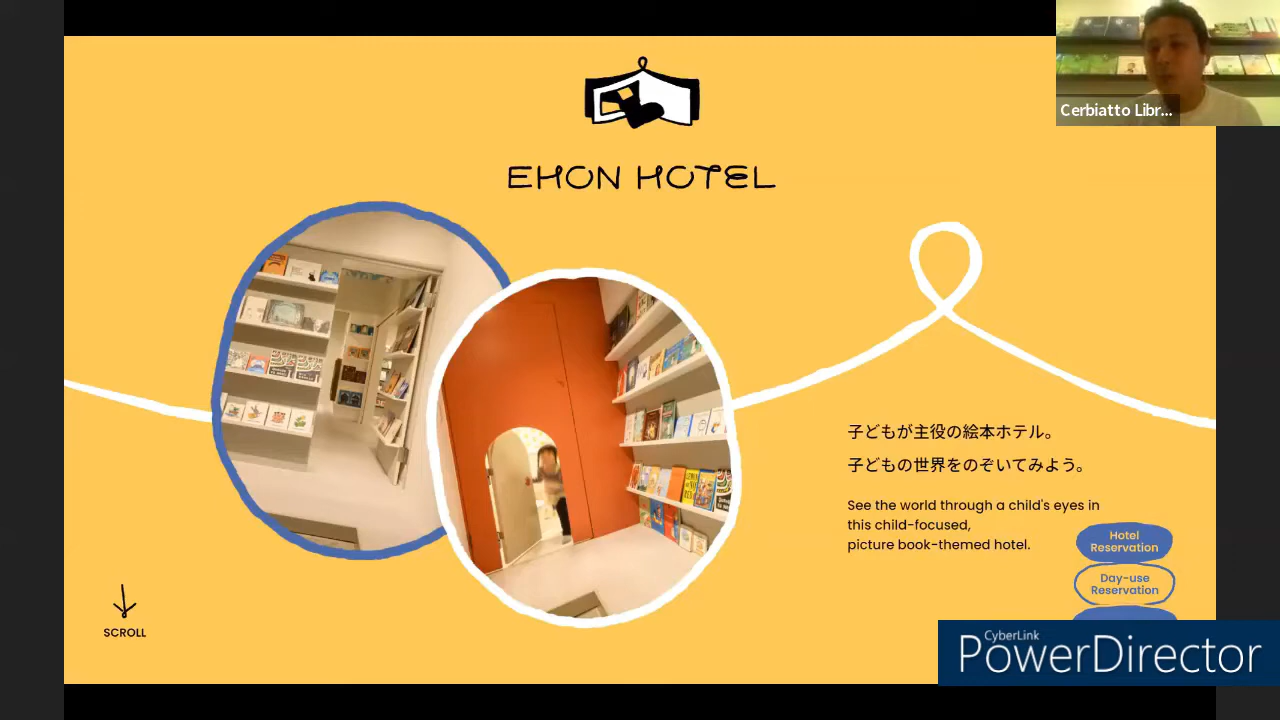 Cerbiatto Libr...
EHON HOTEL
子どもが主役の絵本ホテル。
子どもの世界をのぞいてみよう。
See the world through a child's eyes in
this child-focused,
picture book-themed hotel.
Hotel
Reservation
Day-use
Reservation
SCROLL
CyberLink
PowerDirector